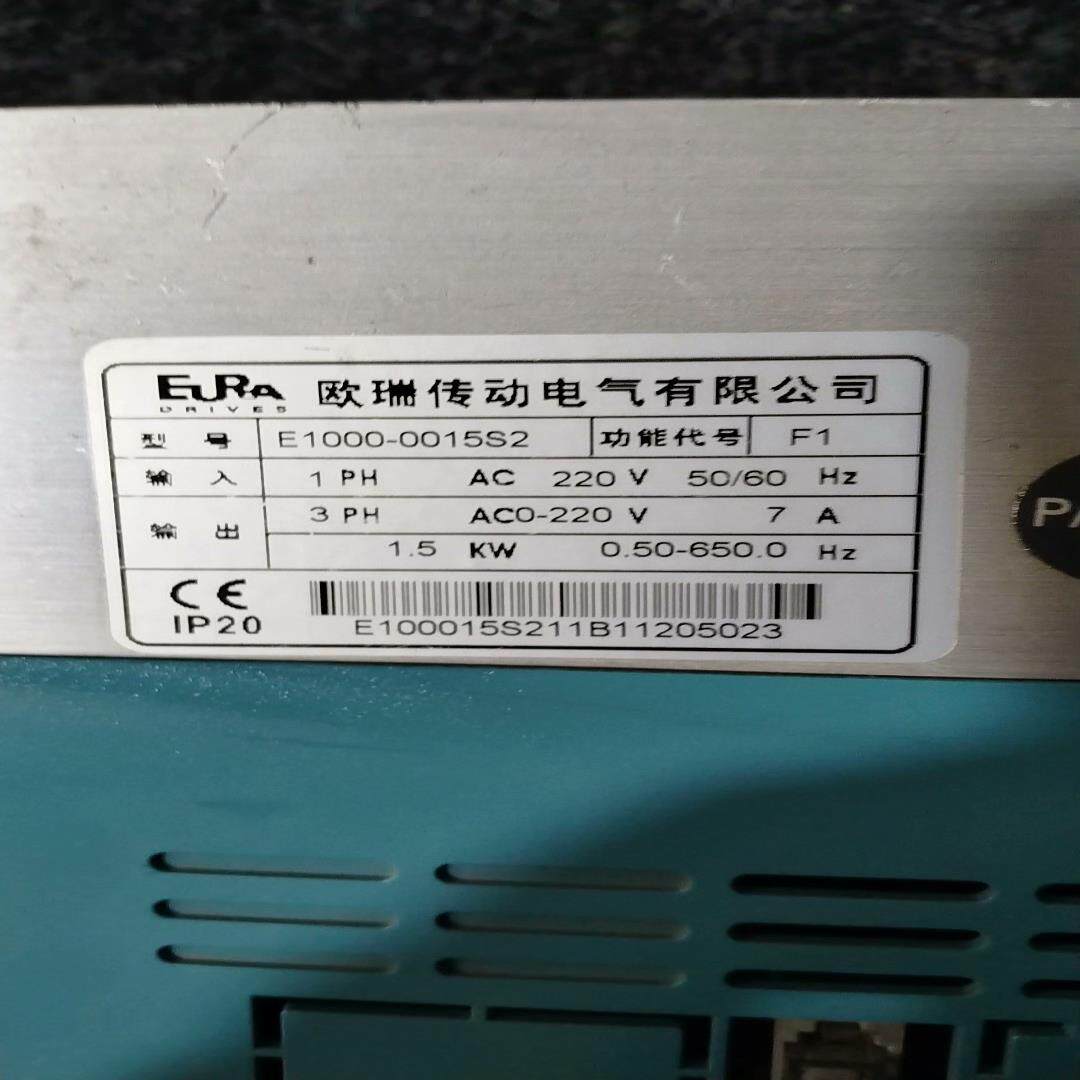 EURA DRIVES 欧瑞传动电气有限公司
型 号 E1000-0015S2 功能代号 F1
输 入 1 PH AC 220 V 50/60 Hz
输 出 3 PH AC0-220 V 7 A
1.5 KW 0.50-650.0 Hz
CE
IP20
E100015S211B11205023
PA